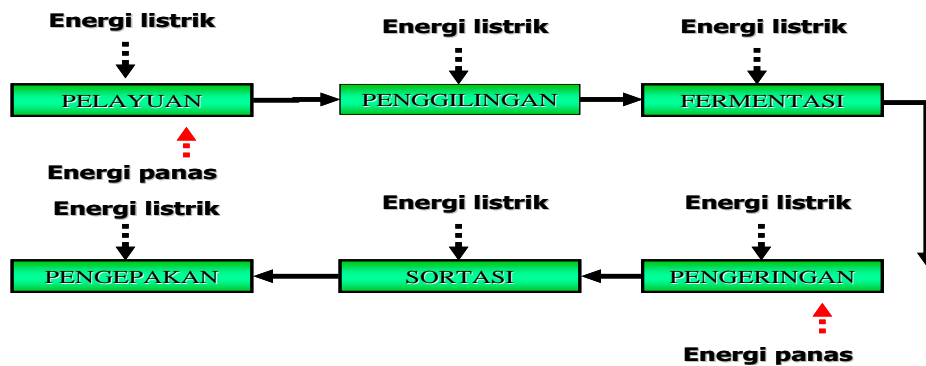 Energi listrik
Energi listrik
Energi listrik
PELAYUAN
PENGGILINGAN
FERMENTASI
Energi panas
Energi listrik
Energi listrik
Energi listrik
PENGEPAKAN
SORTASI
PENGERINGAN
Energi panas